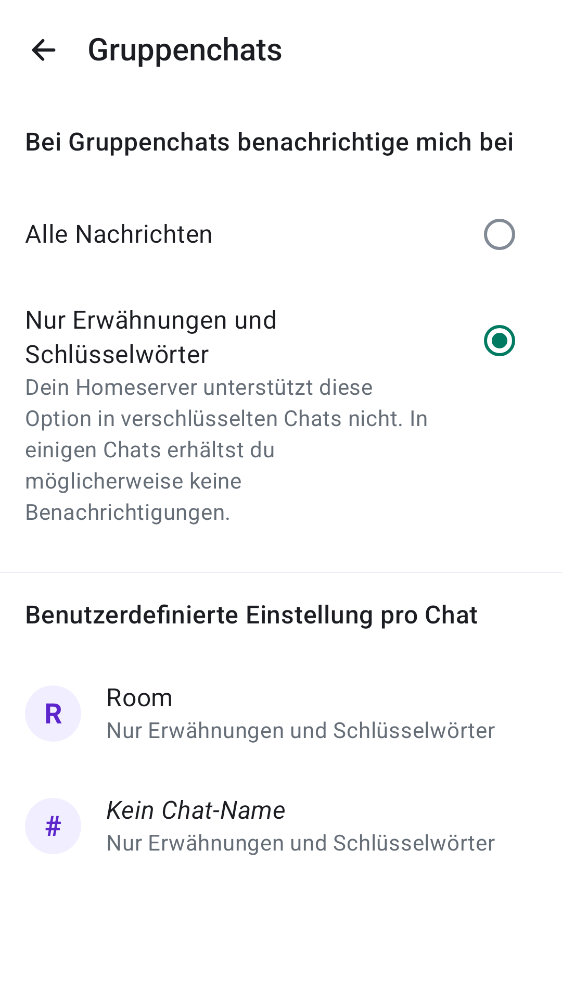 Gruppenchats
Bei Gruppenchats benachrichtige mich bei
Alle Nachrichten
Nur Erwähnungen und
Schlüsselwörter
Dein Homeserver unterstützt diese
Option in verschlüsselten Chats nicht. In
einigen Chats erhältst du
möglicherweise keine
Benachrichtigungen.
Benutzerdefinierte Einstellung pro Chat
R
Room
Nur Erwähnungen und Schlüsselwörter
#
Kein Chat-Name
Nur Erwähnungen und Schlüsselwörter